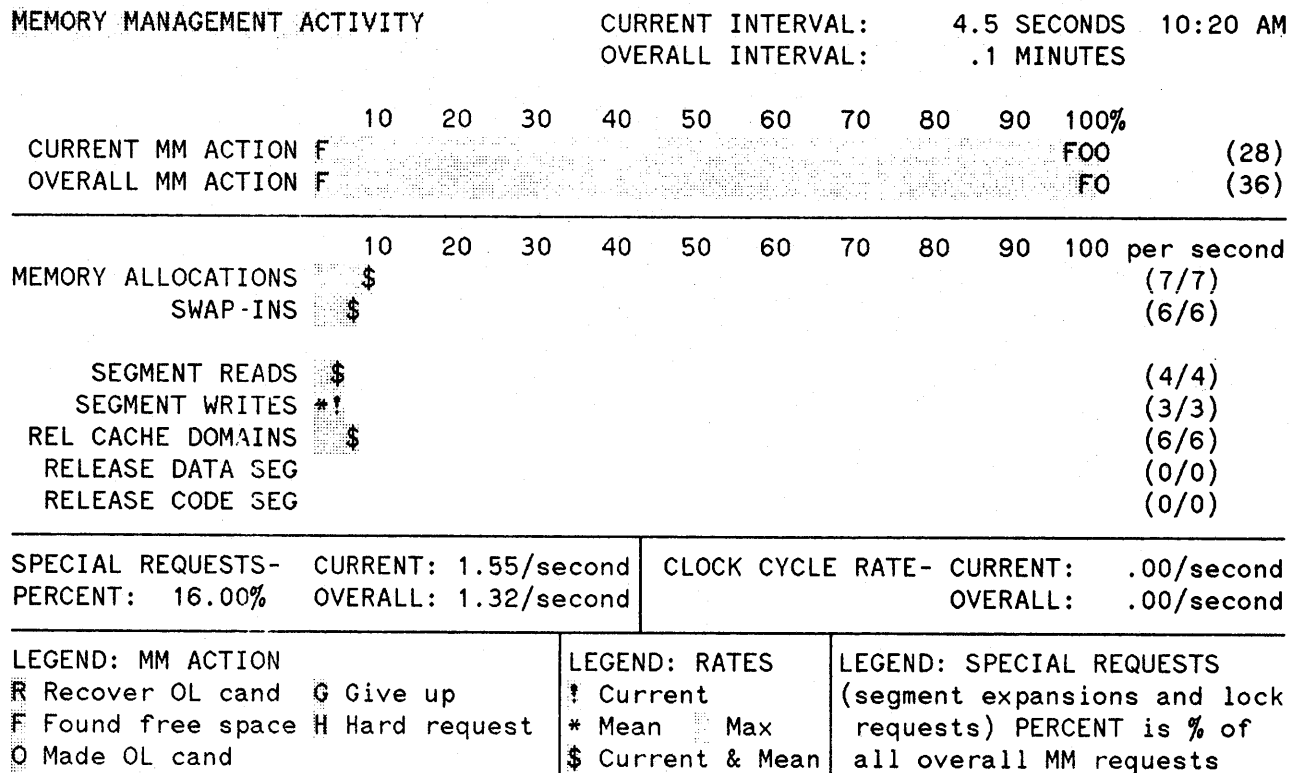 MEMORY MANAGEMENT ACTIVITY CURRENT INTERVAL: 4.5 SECONDS 10:20 AM
OVERALL INTERVAL: .1 MINUTES
10 20 30 40 50 60 70 80 90 100%
CURRENT MM ACTION F FOO (28)
OVERALL MM ACTION F FO (36)
10 20 30 40 50 60 70 80 90 100 per second
MEMORY ALLOCATIONS $ (7/7)
SWAP-INS $ (6/6)
SEGMENT READS $ (4/4)
SEGMENT WRITES *! (3/3)
REL CACHE DOMAINS $ (6/6)
RELEASE DATA SEG (0/0)
RELEASE CODE SEG (0/0)
SPECIAL REQUESTS- CURRENT: 1.55/second CLOCK CYCLE RATE- CURRENT: .00/second
PERCENT: 16.00% OVERALL: 1.32/second OVERALL: .00/second
LEGEND: MM ACTION LEGEND: RATES LEGEND: SPECIAL REQUESTS
R Recover OL cand G Give up ! Current (segment expansions and lock
F Found free space H Hard request * Mean Max requests) PERCENT is % of
O Made OL cand $ Current & Mean all overall MM requests